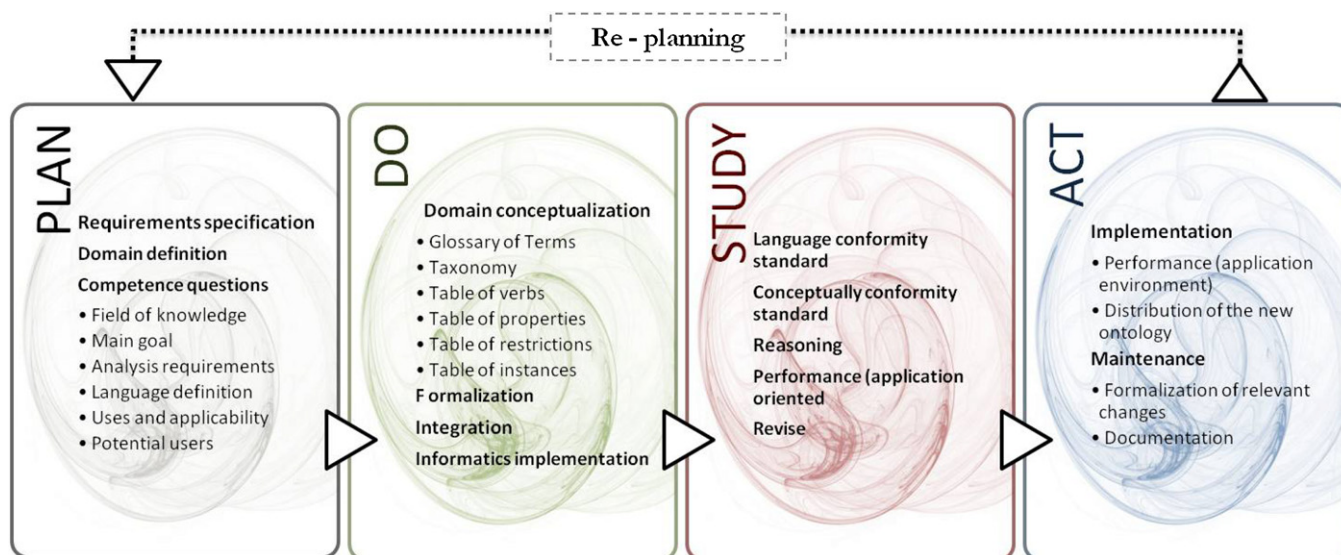 Re - planning
PLAN
Requirements specification
Domain definition
Competence questions
• Field of knowledge
• Main goal
• Analysis requirements
• Language definition
• Uses and applicability
• Potential users
DO
Domain conceptualization
• Glossary of Terms
• Taxonomy
• Table of verbs
• Table of properties
• Table of restrictions
• Table of instances
F ormalization
Integration
Informatics implementation
STUDY
Language conformity
standard
Conceptually conformity
standard
Reasoning
Performance (application
oriented
Revise
ACT
Implementation
• Performance (application
environment)
• Distribution of the new
ontology
Maintenance
• Formalization of relevant
changes
• Documentation